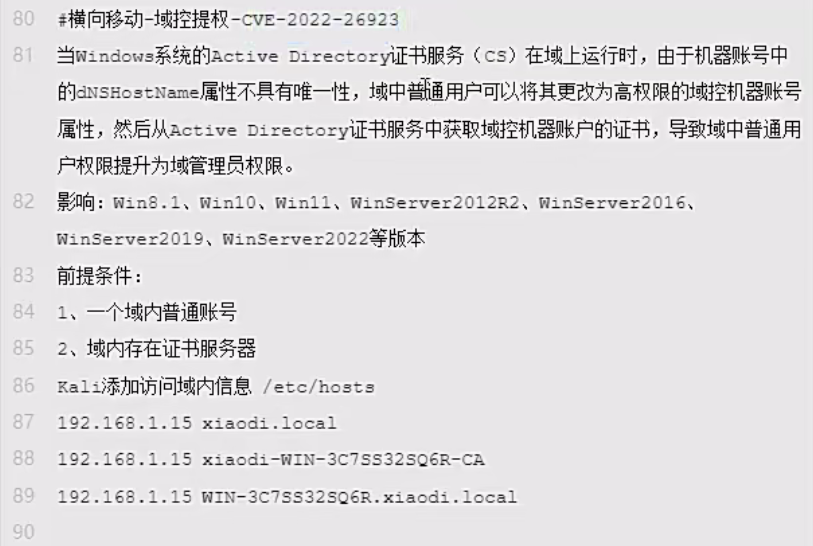 80 #横向移动-域控提权-CVE-2022-26923
81 当Windows系统的Active Directory证书服务（CS）在域上运行时，由于机器账号中
的dNSHostName属性不具有唯一性，域中普通用户可以将其更改为高权限的域控机器账号
属性，然后从Active Directory证书服务中获取域控机器账户的证书，导致域中普通用
户权限提升为域管理员权限。
82 影响：Win8.1、Win10、Win11、WinServer2012R2、WinServer2016、
WinServer2019、WinServer2022等版本
83 前提条件：
84 1、一个域内普通账号
85 2、域内存在证书服务器
86 Kali添加访问域内信息 /etc/hosts
87 192.168.1.15 xiaodi.local
88 192.168.1.15 xiaodi-WIN-3C7SS32SQ6R-CA
89 192.168.1.15 WIN-3C7SS32SQ6R.xiaodi.local
90